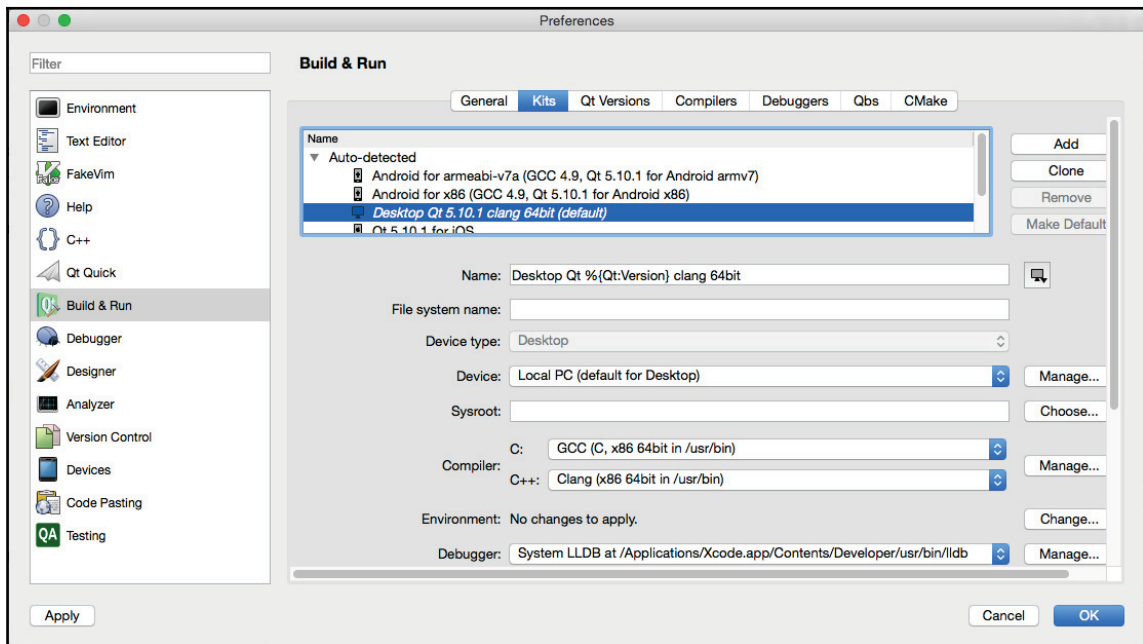 Preferences
Filter
Environment
Text Editor
FakeVim
Help
C++
Qt Quick
Build & Run
Debugger
Designer
Analyzer
Version Control
Devices
Code Pasting
QA Testing
Build & Run
General Kits Qt Versions Compilers Debuggers Qbs CMake
Name
Auto-detected
Android for armeabi-v7a (GCC 4.9, Qt 5.10.1 for Android armv7)
Android for x86 (GCC 4.9, Qt 5.10.1 for Android x86)
Desktop Qt 5.10.1 clang 64bit (default)
Qt 5.10.1 for iOS
Add
Clone
Remove
Make Default
Name: Desktop Qt %{Qt:Version} clang 64bit
File system name:
Device type: Desktop
Device: Local PC (default for Desktop) Manage...
Sysroot: Choose...
Compiler: Manage...
C: GCC (C, x86 64bit in /usr/bin)
C++: Clang (x86 64bit in /usr/bin)
Environment: No changes to apply. Change...
Debugger: System LLDB at /Applications/Xcode.app/Contents/Developer/usr/bin/lldb Manage...
Apply Cancel OK